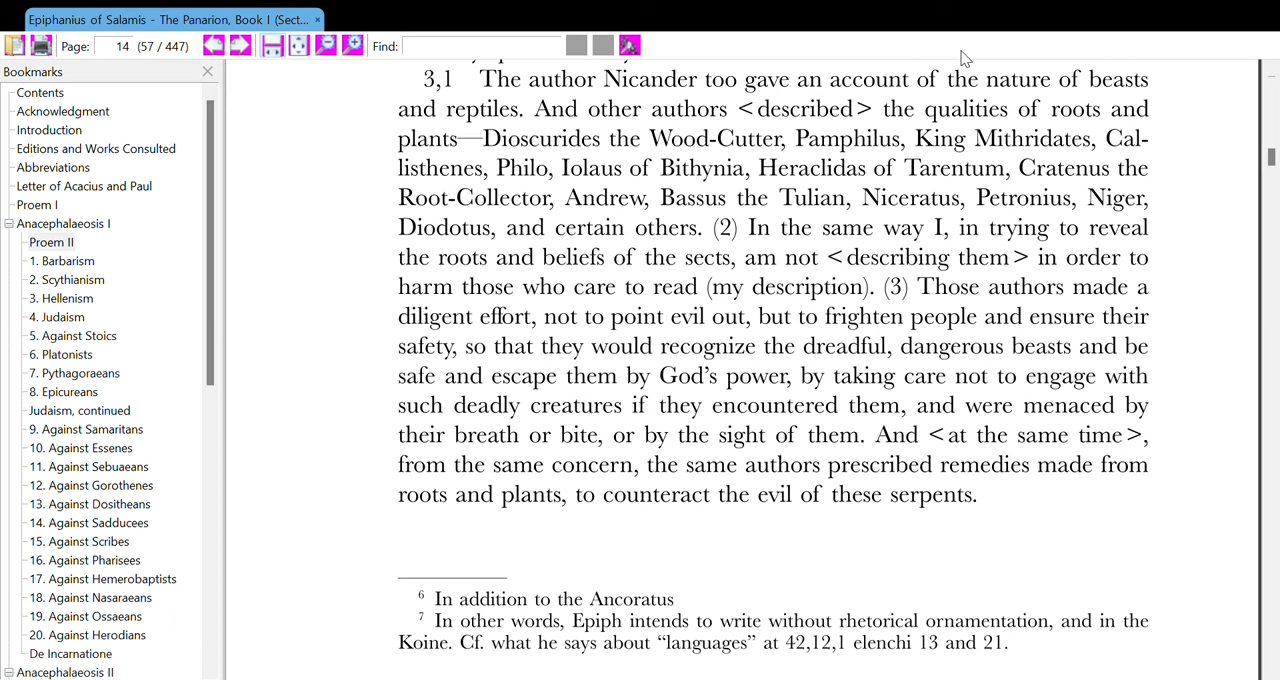 Epiphanius of Salamis - The Panarion, Book I (Sect... ×
Page: 14 (57 / 447) Find:
Bookmarks
Contents
Acknowledgment
Introduction
Editions and Works Consulted
Abbreviations
Letter of Acacius and Paul
Proem I
Anacephalaeosis I
Proem II
1. Barbarism
2. Scythianism
3. Hellenism
4. Judaism
5. Against Stoics
6. Platonists
7. Pythagoraeans
8. Epicureans
Judaism, continued
9. Against Samaritans
10. Against Essenes
11. Against Sebuaeans
12. Against Gorothenes
13. Against Dositheans
14. Against Sadducees
15. Against Scribes
16. Against Pharisees
17. Against Hemerobaptists
18. Against Nasaraeans
19. Against Ossaeans
20. Against Herodians
De Incarnatione
Anacephalaeosis II
3,1 The author Nicander too gave an account of the nature of beasts
and reptiles. And other authors <described> the qualities of roots and
plants—Dioscurides the Wood-Cutter, Pamphilus, King Mithridates, Cal-
listhenes, Philo, Iolaus of Bithynia, Heraclidas of Tarentum, Cratenus the
Root-Collector, Andrew, Bassus the Tulian, Niceratus, Petronius, Niger,
Diodotus, and certain others. (2) In the same way I, in trying to reveal
the roots and beliefs of the sects, am not <describing them> in order to
harm those who care to read (my description). (3) Those authors made a
diligent effort, not to point evil out, but to frighten people and ensure their
safety, so that they would recognize the dreadful, dangerous beasts and be
safe and escape them by God's power, by taking care not to engage with
such deadly creatures if they encountered them, and were menaced by
their breath or bite, or by the sight of them. And <at the same time>,
from the same concern, the same authors prescribed remedies made from
roots and plants, to counteract the evil of these serpents.
6 In addition to the Ancoratus
7 In other words, Epiph intends to write without rhetorical ornamentation, and in the
Koine. Cf. what he says about “languages” at 42,12,1 elenchi 13 and 21.